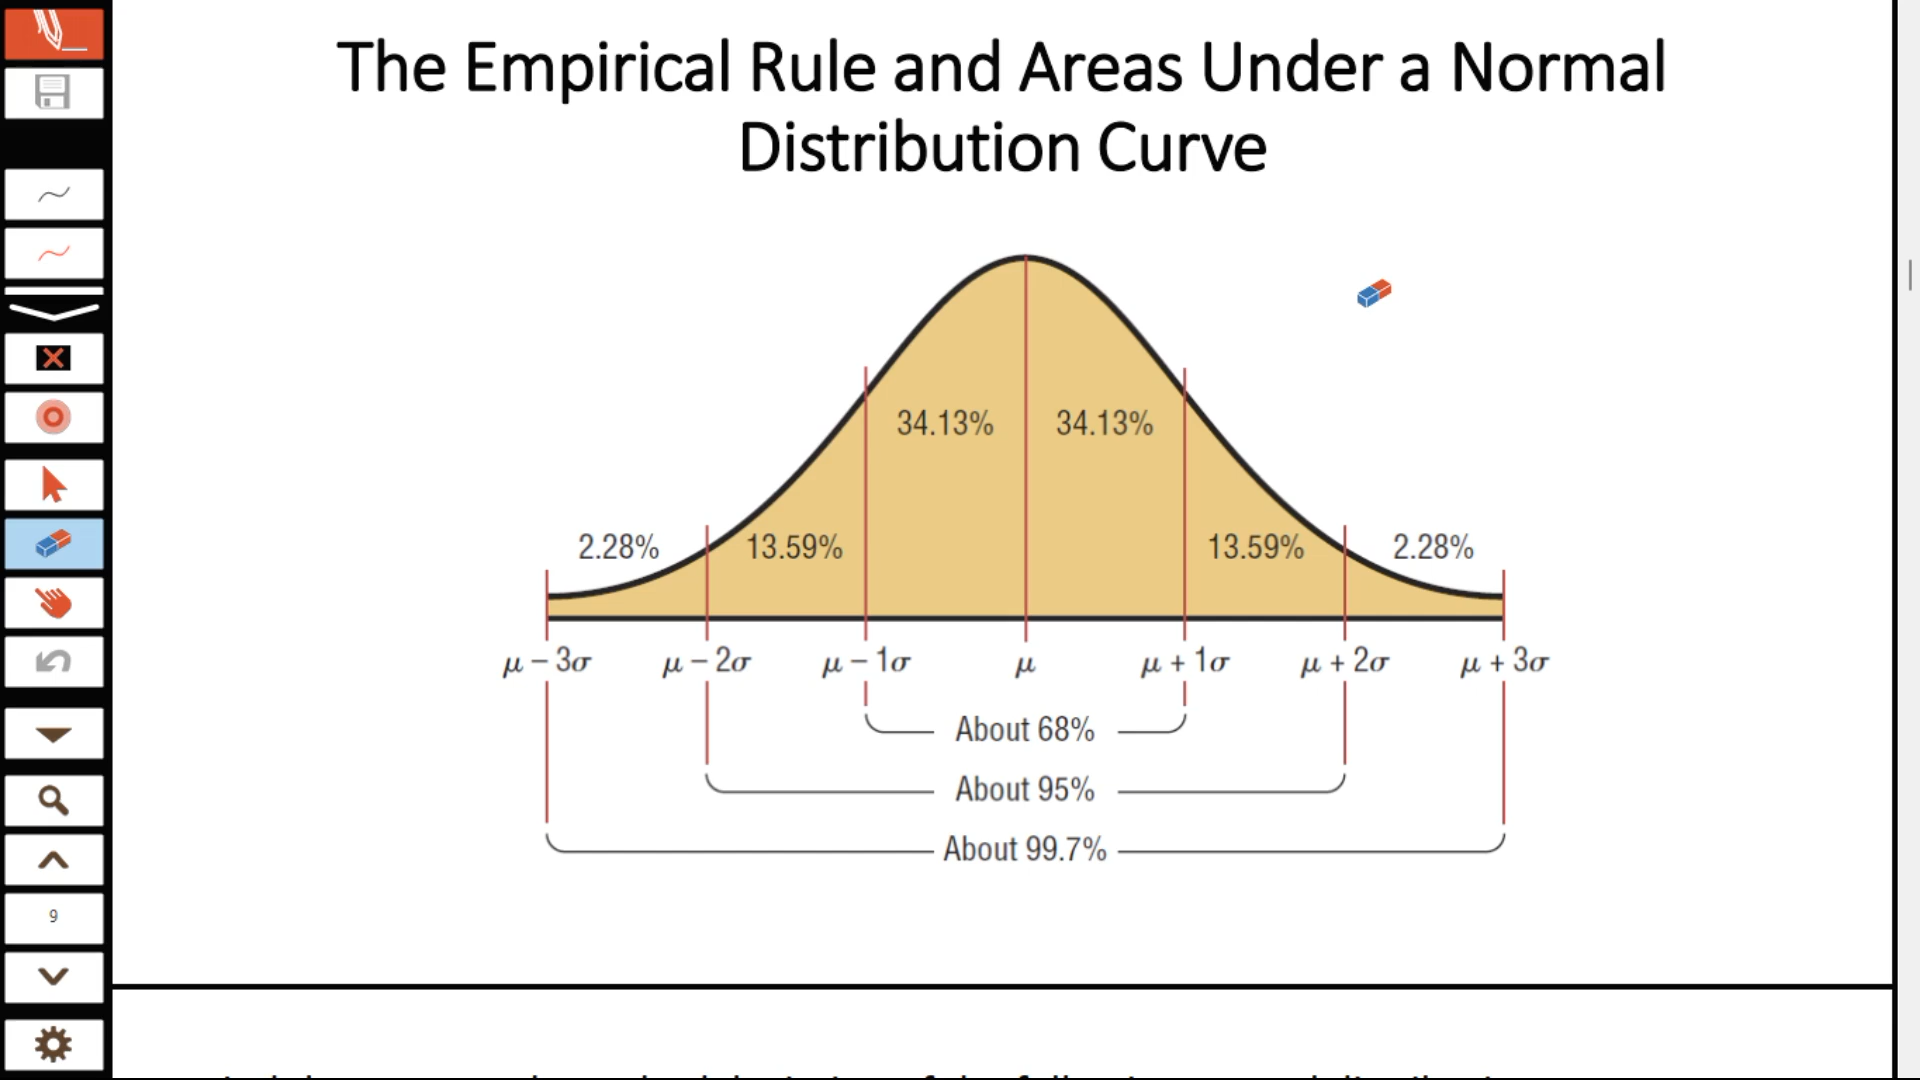 The Empirical Rule and Areas Under a Normal
Distribution Curve
34.13% 34.13%
2.28% 13.59% 13.59% 2.28%
μ − 3σ μ − 2σ μ − 1σ μ μ + 1σ μ + 2σ μ + 3σ
About 68%
About 95%
About 99.7%
9